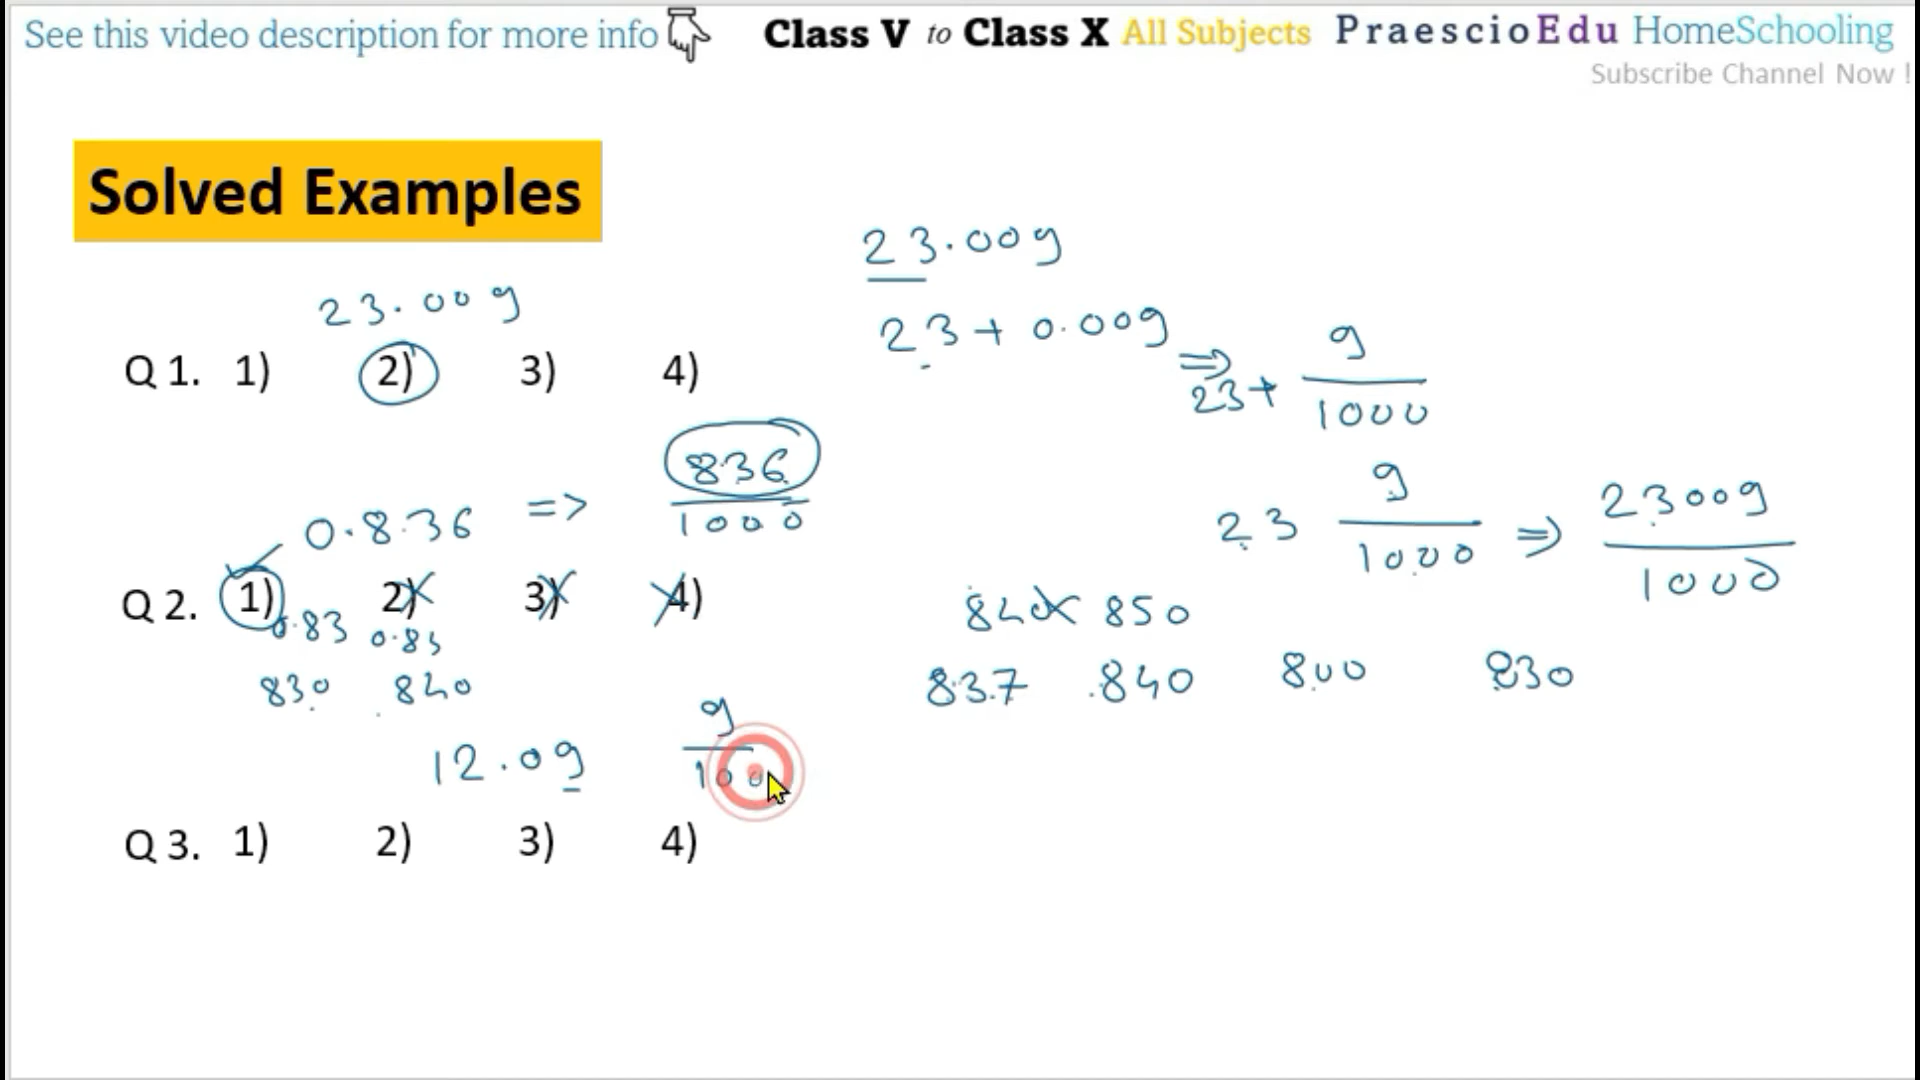 See this video description for more info Class V to Class X All Subjects PraescioEdu HomeSchooling
Subscribe Channel Now !
Solved Examples
23.009
23.009
23 + 0.009 ⇒ 23 + 9/1000
Q 1. 1) 2) 3) 4)
23 9/1000 ⇒ 23009/1000
0.836 => 836/1000
Q 2. 1) 2) 3) 4)
0.83 0.85
840 850
830 840
837 .840 800 830
12.09 9/100
Q 3. 1) 2) 3) 4)